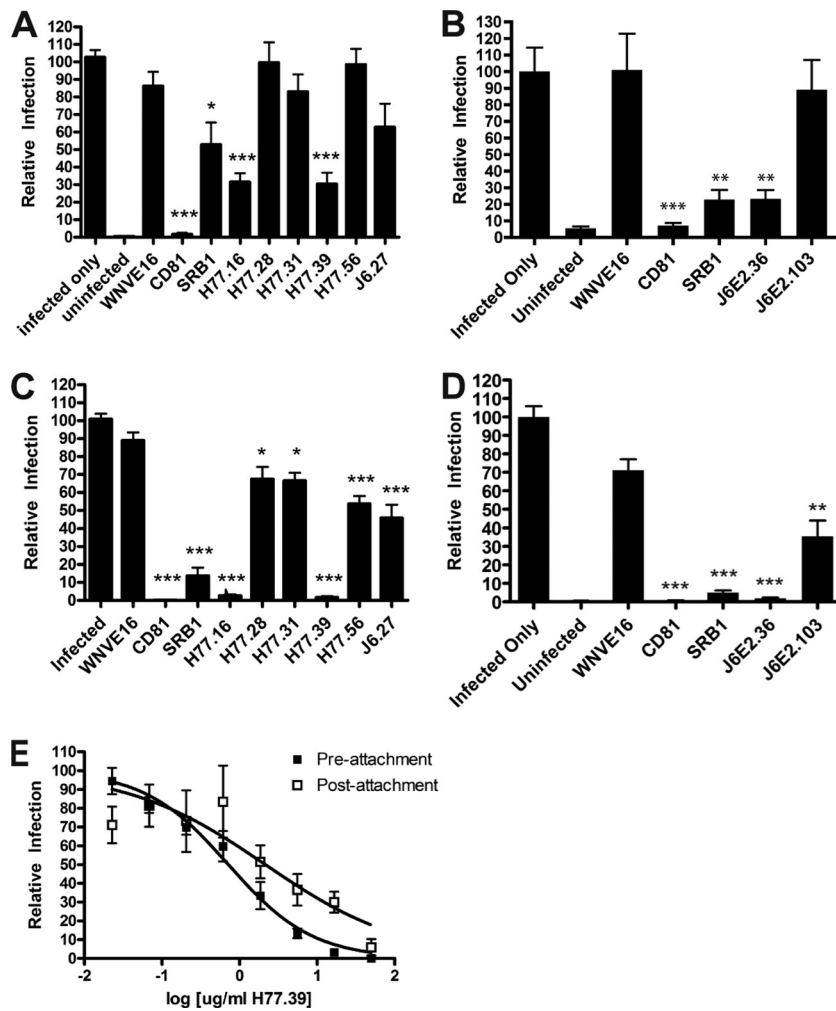 A
Relative Infection
120
110
100
90
80
70
60
50
40
30
20
10
0
***
*
***
***
infected only
uninfected
WNVE16
CD81
SRB1
H77.16
H77.28
H77.31
H77.39
H77.56
J6.27
B
Relative Infection
130
120
110
100
90
80
70
60
50
40
30
20
10
0
***
**
**
Infected Only
Uninfected
WNVE16
CD81
SRB1
J6E2.36
J6E2.103
C
Relative Infection
120
110
100
90
80
70
60
50
40
30
20
10
0
***
***
***
*
*
***
***
***
Infected
WNVE16
CD81
SRB1
H77.16
H77.28
H77.31
H77.39
H77.56
J6.27
D
Relative Infection
120
110
100
90
80
70
60
50
40
30
20
10
0
***
***
***
**
Infected Only
Uninfected
WNVE16
CD81
SRB1
J6E2.36
J6E2.103
E
Relative Infection
110
100
90
80
70
60
50
40
30
20
10
0
Pre-attachment
Post-attachment
-2
-1
0
1
2
log [ug/ml H77.39]